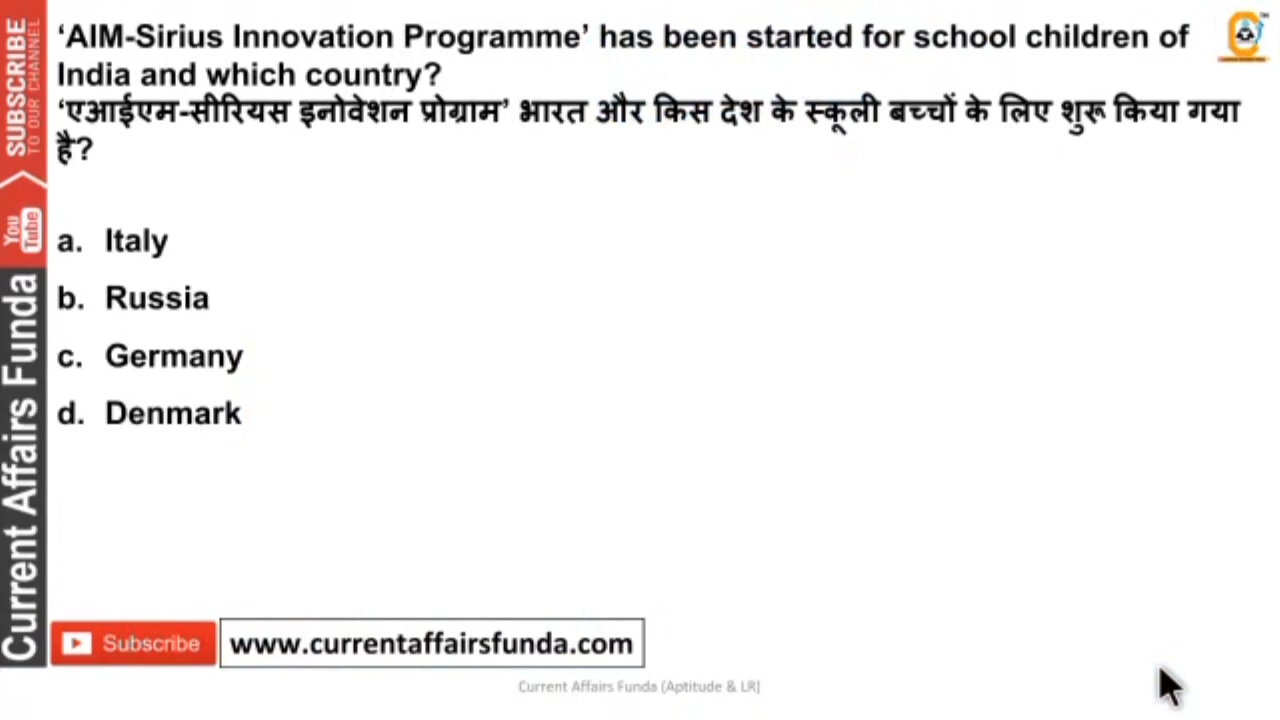 ‘AIM-Sirius Innovation Programme’ has been started for school children of
India and which country?
‘एआईएम-सीरियस इनोवेशन प्रोग्राम’ भारत और किस देश के स्कूली बच्चों के लिए शुरू किया गया
है?
a. Italy
b. Russia
c. Germany
d. Denmark
SUBSCRIBE
TO OUR CHANNEL
You
Tube
Current Affairs Funda
Subscribe
www.currentaffairsfunda.com
Current Affairs Funda (Aptitude & LR)